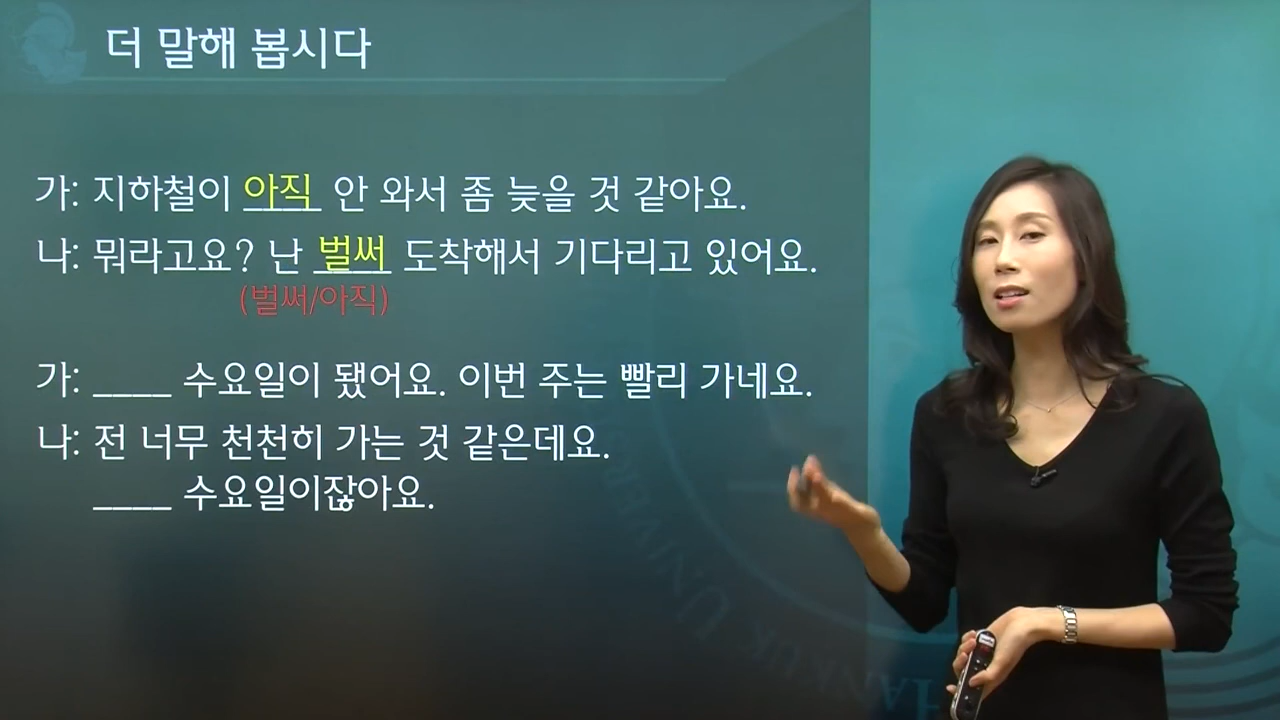 더 말해 봅시다
가: 지하철이 아직 안 와서 좀 늦을 것 같아요.
나: 뭐라고요? 난 벌써 도착해서 기다리고 있어요.
(벌써/아직)
가: ____ 수요일이 됐어요. 이번 주는 빨리 가네요.
나: 전 너무 천천히 가는 것 같은데요.
____ 수요일이잖아요.